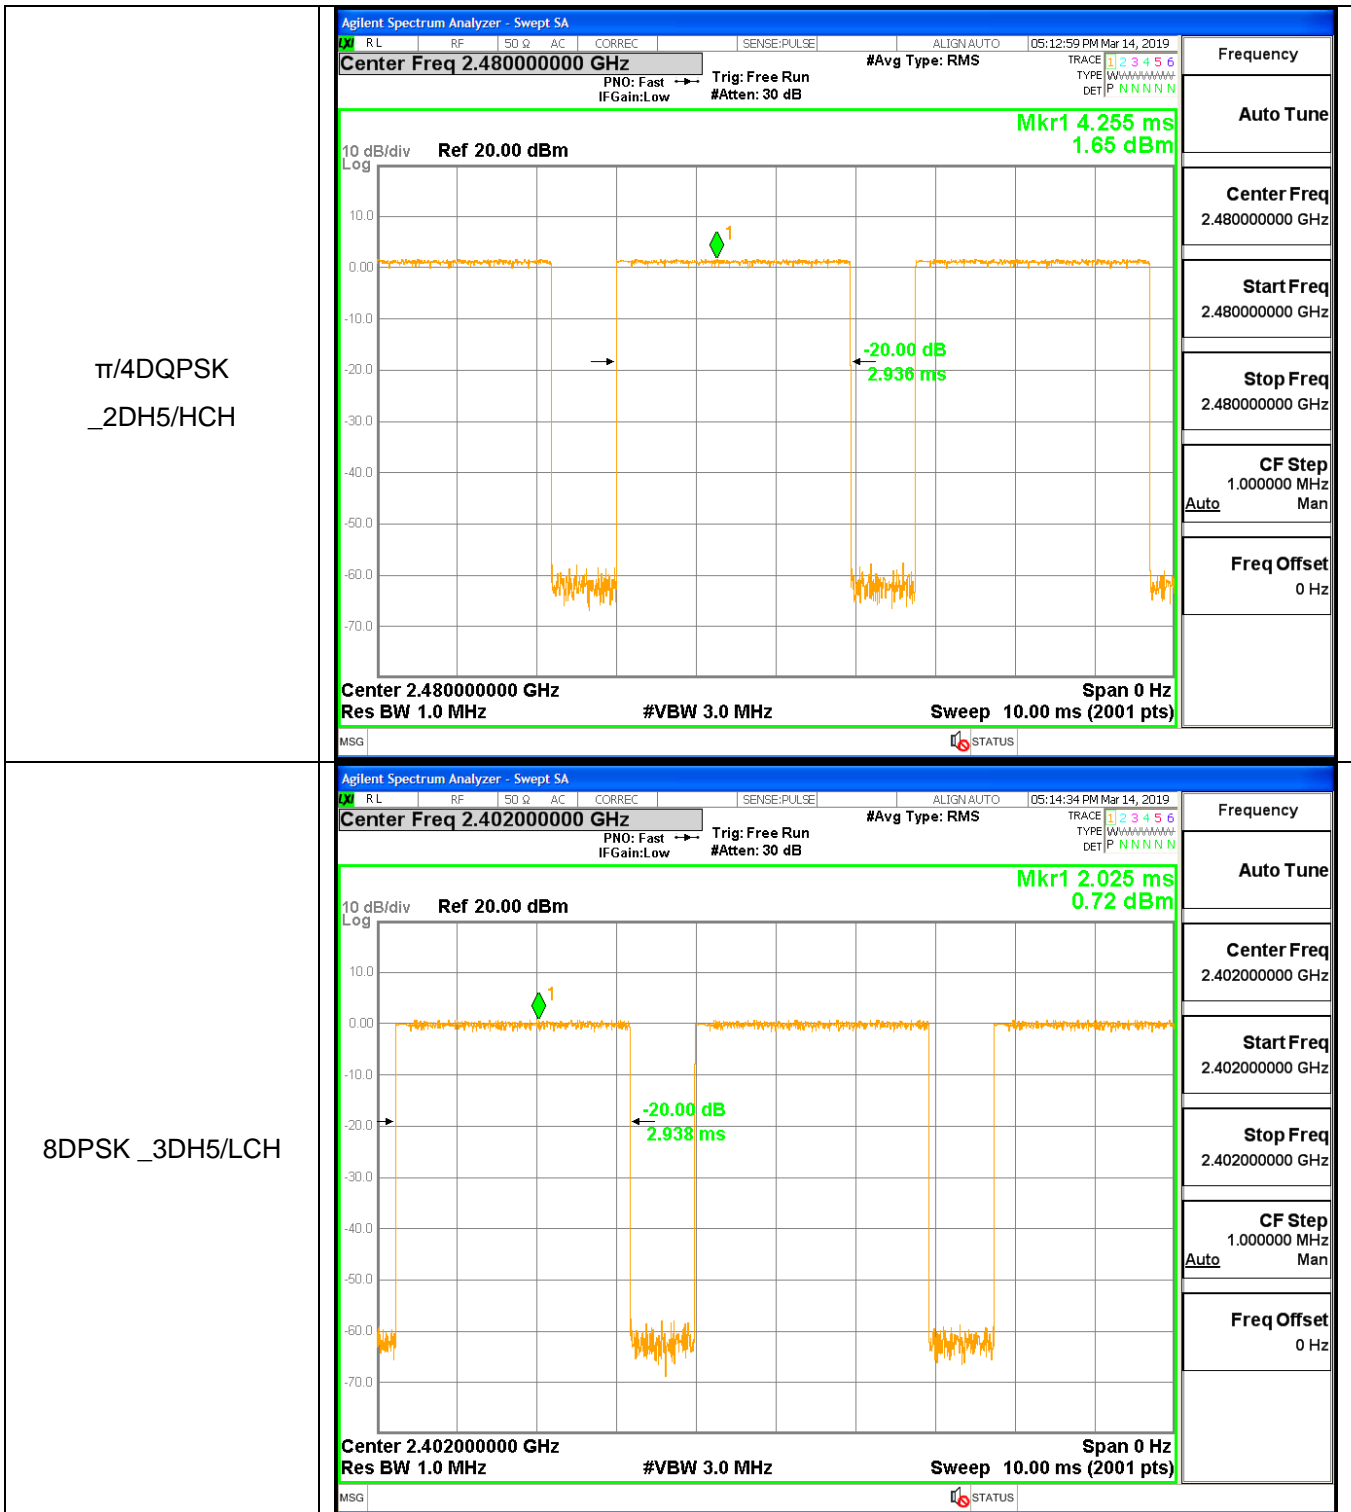 π/4DQPSK
_2DH5/HCH
Agilent Spectrum Analyzer - Swept SA
LXI RL RF 50 Ω AC CORREC SENSE:PULSE ALIGN AUTO 05:12:59 PM Mar 14, 2019
Center Freq 2.480000000 GHz
#Avg Type: RMS
TRACE 1 2 3 4 5 6
PNO: Fast Trig: Free Run
TYPE
IFGain:Low #Atten: 30 dB
DET P N N N N N
Mkr1 4.255 ms
1.65 dBm
10 dB/div Ref 20.00 dBm
Log
10.0
1
0.00
-10.0
-20.00 dB
-20.0
2.936 ms
-30.0
-40.0
-50.0
-60.0
-70.0
Center 2.480000000 GHz Span 0 Hz
Res BW 1.0 MHz #VBW 3.0 MHz Sweep 10.00 ms (2001 pts)
MSG STATUS
Frequency
Auto Tune
Center Freq
2.480000000 GHz
Start Freq
2.480000000 GHz
Stop Freq
2.480000000 GHz
CF Step
1.000000 MHz
Auto Man
Freq Offset
0 Hz
8DPSK _3DH5/LCH
Agilent Spectrum Analyzer - Swept SA
LXI RL RF 50 Ω AC CORREC SENSE:PULSE ALIGN AUTO 05:14:34 PM Mar 14, 2019
Center Freq 2.402000000 GHz
#Avg Type: RMS
TRACE 1 2 3 4 5 6
PNO: Fast Trig: Free Run
TYPE
IFGain:Low #Atten: 30 dB
DET P N N N N N
Mkr1 2.025 ms
0.72 dBm
10 dB/div Ref 20.00 dBm
Log
10.0
1
0.00
-10.0
-20.00 dB
-20.0
2.938 ms
-30.0
-40.0
-50.0
-60.0
-70.0
Center 2.402000000 GHz Span 0 Hz
Res BW 1.0 MHz #VBW 3.0 MHz Sweep 10.00 ms (2001 pts)
MSG STATUS
Frequency
Auto Tune
Center Freq
2.402000000 GHz
Start Freq
2.402000000 GHz
Stop Freq
2.402000000 GHz
CF Step
1.000000 MHz
Auto Man
Freq Offset
0 Hz